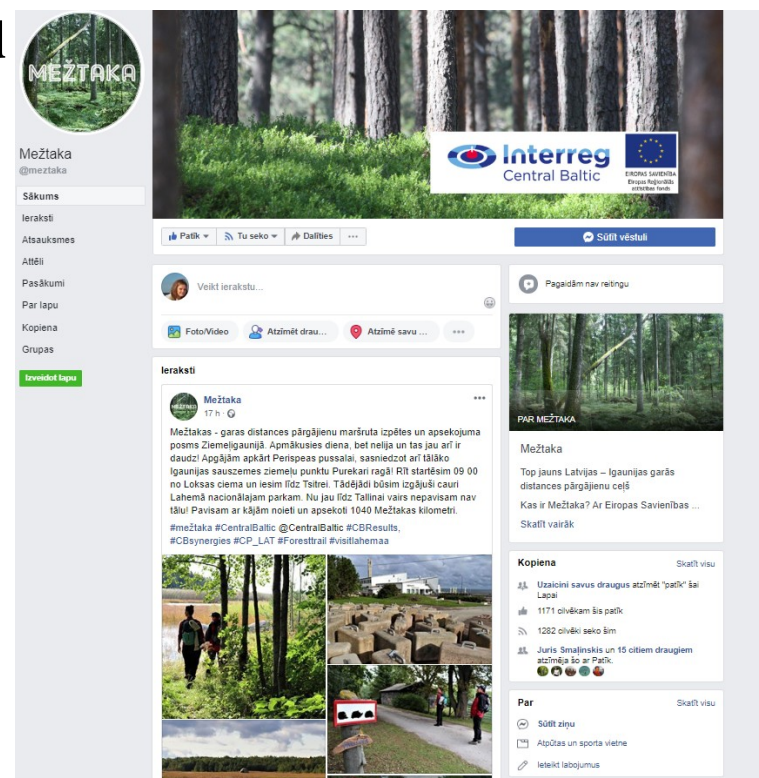 MEŽTAKA
Mežtaka
@meztaka
Sākums
Ieraksti
Atsauksmes
Attēli
Pasākumi
Par lapu
Kopiena
Grupas
Izveidot lapu
Interreg
Central Baltic
EIROPAS SAVIENĪBA
Eiropas Reģionālās
attīstības fonds
Patīk
Tu seko
Dalīties
Sūtīt vēstuli
Veikt ierakstu...
Foto/Video
Atzīmēt drau...
Atzīmē savu ...
Ieraksti
Mežtaka
17 h
Mežtakas - garas distances pārgājienu maršruta izpētes un apsekojuma
posms Ziemeļigaunijā. Apmākusies diena, bet nelija un tas jau arī ir
daudz! Apgājām apkārt Perispeas pussalai, sasniedzot arī tālāko
Igaunijas sauszemes ziemeļu punktu Purekari ragā! Rīt startēsim 09 00
no Loksas ciema un iesim līdz Tsitrei. Tādējādi būsim izgājuši cauri
Lahemā nacionālajam parkam. Nu jau līdz Tallinai vairs nepavisam nav
tālu! Pavisam ar kājām noieti un apsekoti 1040 Mežtakas kilometri.
#mežtaka #CentralBaltic @CentralBaltic #CBResults,
#CBsynergies #CP_LAT #Foresttrail #visitlahemaa
Pagaidām nav reitingu
PAR MEŽTAKA
Mežtaka
Top jauns Latvijas – Igaunijas garās
distances pārgājienu ceļš
Kas ir Mežtaka? Ar Eiropas Savienības ...
Skatīt vairāk
Kopiena
Skatīt visu
Uzaicini savus draugus atzīmēt "patīk" šai
Lapai
1171 cilvēkam šis patīk
1282 cilvēki seko šim
Juris Smaļinskis un 15 citiem draugiem
atzīmēja šo ar Patīk.
Par
Skatīt visu
Sūtīt ziņu
Atpūtas un sporta vietne
Ieteikt labojumus